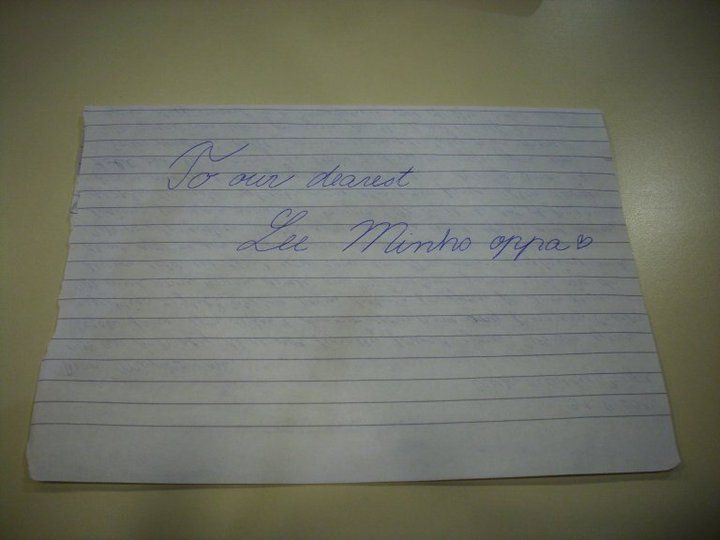 To our dearest
Lee Minho oppa♡